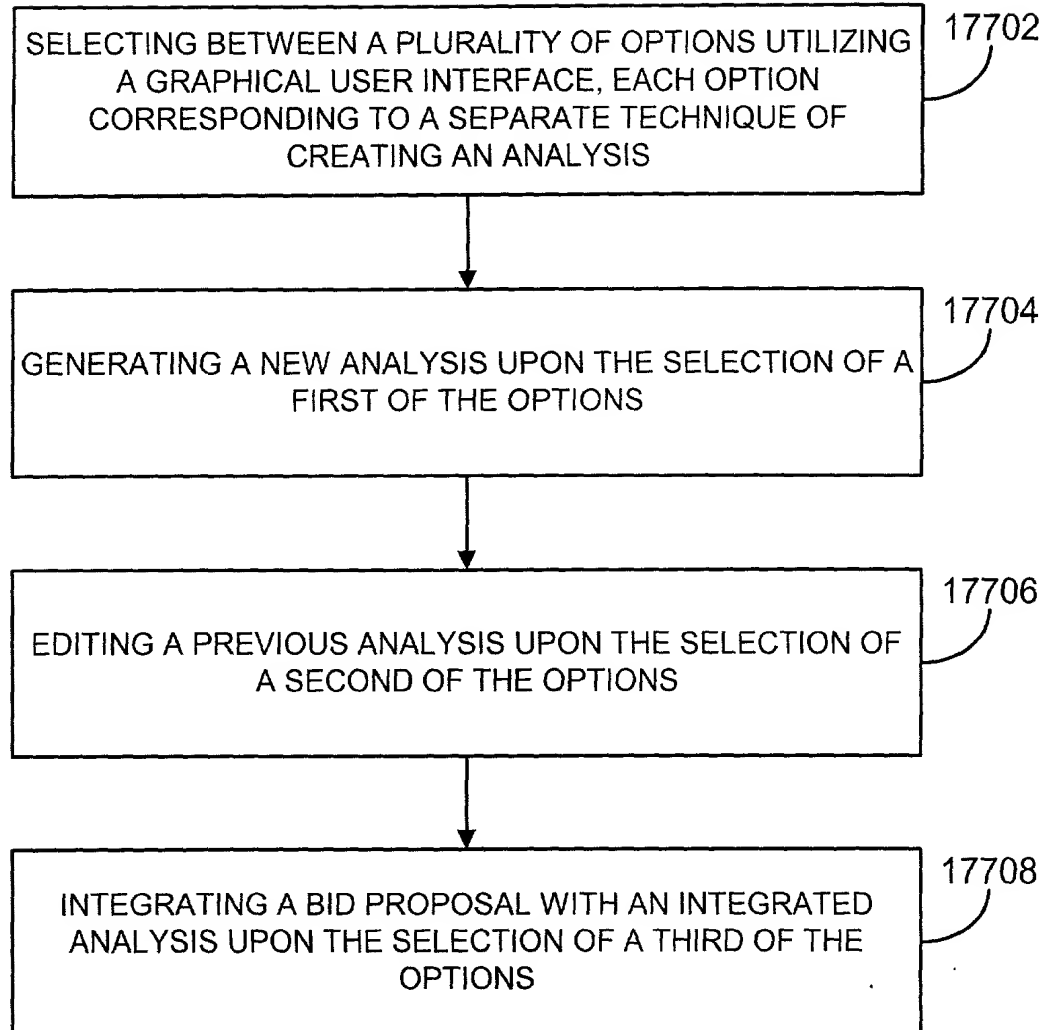 SELECTING BETWEEN A PLURALITY OF OPTIONS UTILIZING
A GRAPHICAL USER INTERFACE, EACH OPTION
CORRESPONDING TO A SEPARATE TECHNIQUE OF
CREATING AN ANALYSIS
17702
GENERATING A NEW ANALYSIS UPON THE SELECTION OF A
FIRST OF THE OPTIONS
17704
EDITING A PREVIOUS ANALYSIS UPON THE SELECTION OF
A SECOND OF THE OPTIONS
17706
INTEGRATING A BID PROPOSAL WITH AN INTEGRATED
ANALYSIS UPON THE SELECTION OF A THIRD OF THE
OPTIONS
17708